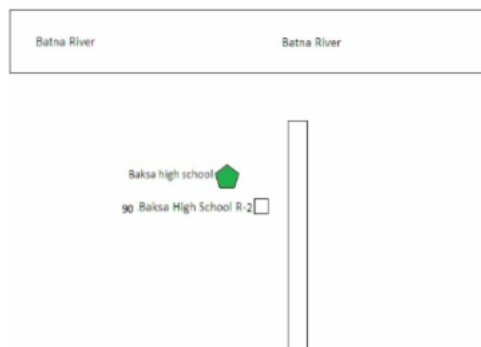 Batna River Batna River
Baksa high school
90 .Baksa High School R-2